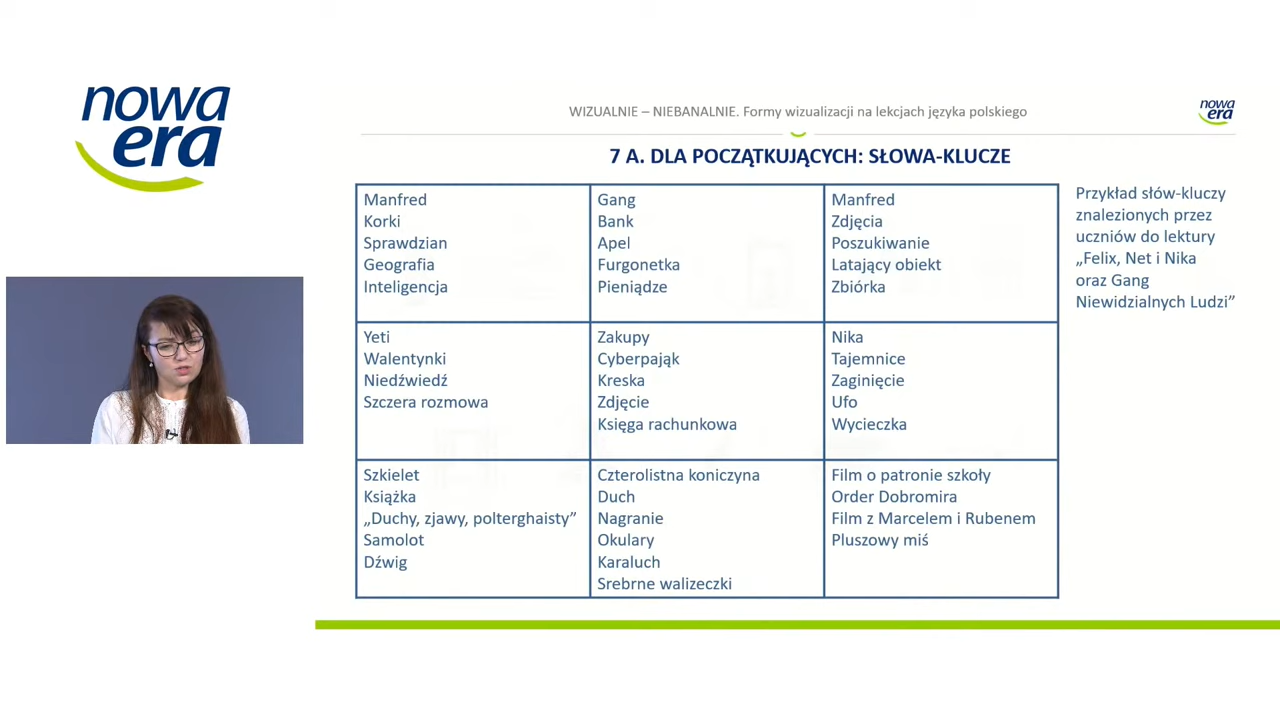 nowa
era
WIZUALNIE – NIEBANALNIE. Formy wizualizacji na lekcjach języka polskiego
nowa
era
7 A. DLA POCZĄTKUJĄCYCH: SŁOWA-KLUCZE
Manfred
Korki
Sprawdzian
Geografia
Inteligencja
Gang
Bank
Apel
Furgonetka
Pieniądze
Manfred
Zdjęcia
Poszukiwanie
Latający obiekt
Zbiórka
Przykład słów-kluczy
znalezionych przez
uczniów do lektury
„Felix, Net i Nika
oraz Gang
Niewidzialnych Ludzi”
Yeti
Walentynki
Niedźwiedź
Szczera rozmowa
Zakupy
Cyberpająk
Kreska
Zdjęcie
Księga rachunkowa
Nika
Tajemnice
Zaginięcie
Ufo
Wycieczka
Szkielet
Książka
„Duchy, zjawy, polterghaisty”
Samolot
Dźwig
Czterolistna koniczyna
Duch
Nagranie
Okulary
Karaluch
Srebrne walizeczki
Film o patronie szkoły
Order Dobromira
Film z Marcelem i Rubenem
Pluszowy miś